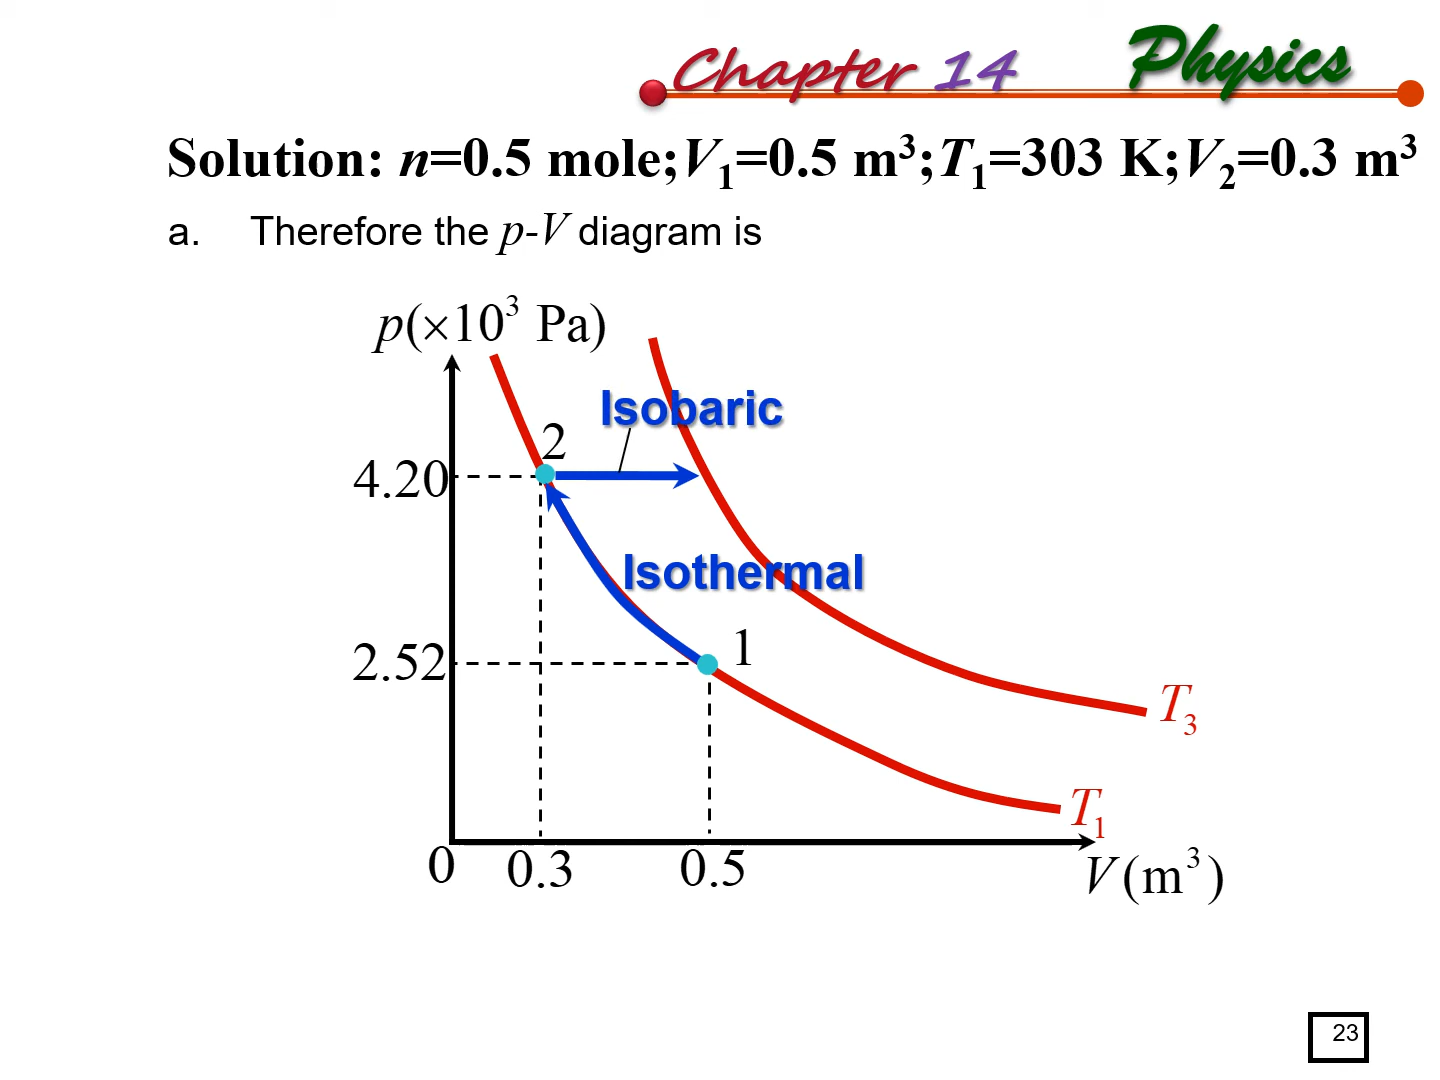 Chapter 14 Physics
Solution: n=0.5 mole;V₁=0.5 m³;T₁=303 K;V₂=0.3 m³
a. Therefore the p-V diagram is
p(×10³ Pa)
Isobaric
2
4.20
Isothermal
1
2.52
T₃
T₁
0 0.3 0.5 V(m³)
23